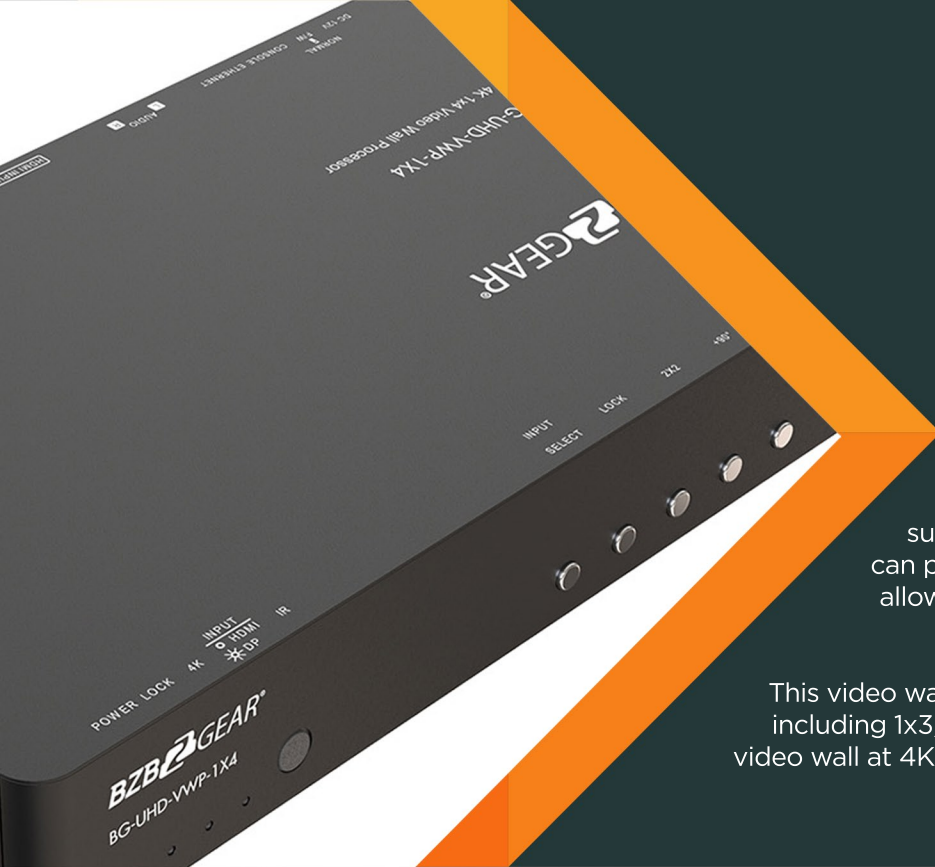 DC 12V
NORMAL
F/W
CONSOLE ETHERNET
AUDIO
HDMI INPU
G-UHD-VWP-1X4
4K 1x4 Video Wall Processor
GEAR®
+90°
2X2
LOCK
INPUT
SELECT
IR
INPUT
HDMI
DP
4K
POWER LOCK
BZBGEAR®
BG-UHD-VWP-1X4
su
can p
allow
This video wa
including 1x3,
video wall at 4K